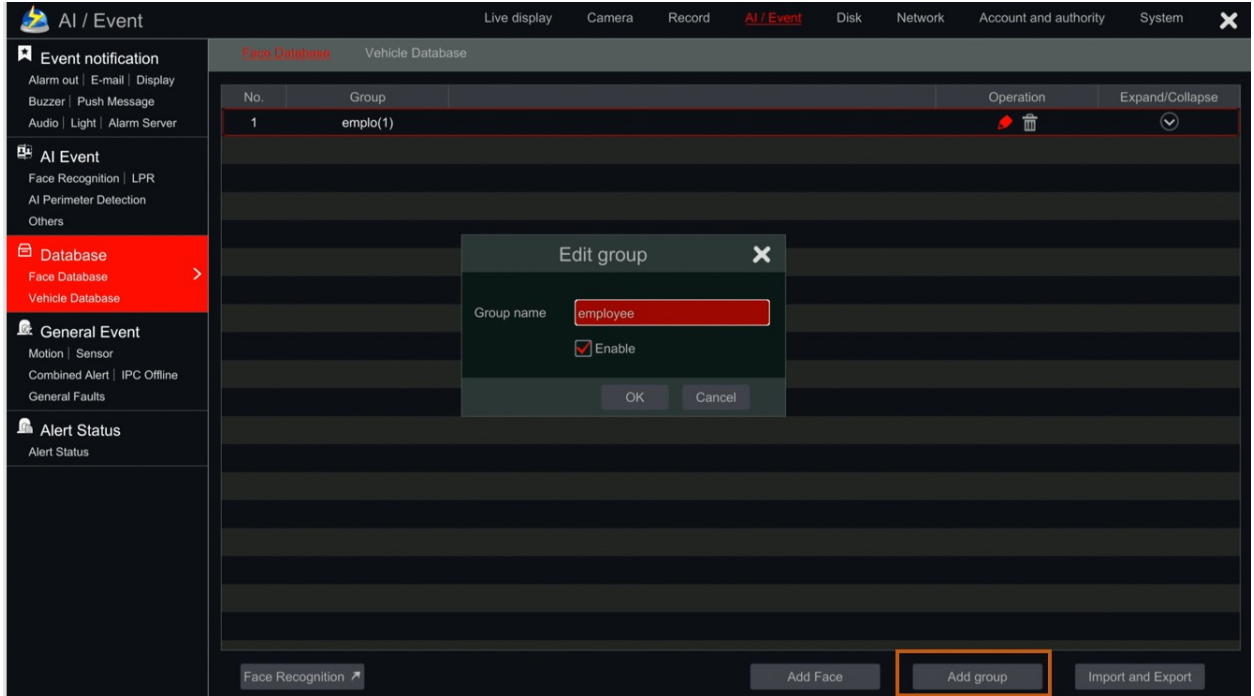 AI / Event
Live display Camera Record AI / Event Disk Network Account and authority System
Event notification
Alarm out | E-mail | Display
Buzzer | Push Message
Audio | Light | Alarm Server
AI Event
Face Recognition | LPR
AI Perimeter Detection
Others
Database
Face Database
Vehicle Database
General Event
Motion | Sensor
Combined Alert | IPC Offline
General Faults
Alert Status
Alert Status
Face Database Vehicle Database
No. Group Operation Expand/Collapse
1 emplo(1)
Edit group
Group name employee
Enable
OK Cancel
Face Recognition Add Face Add group Import and Export